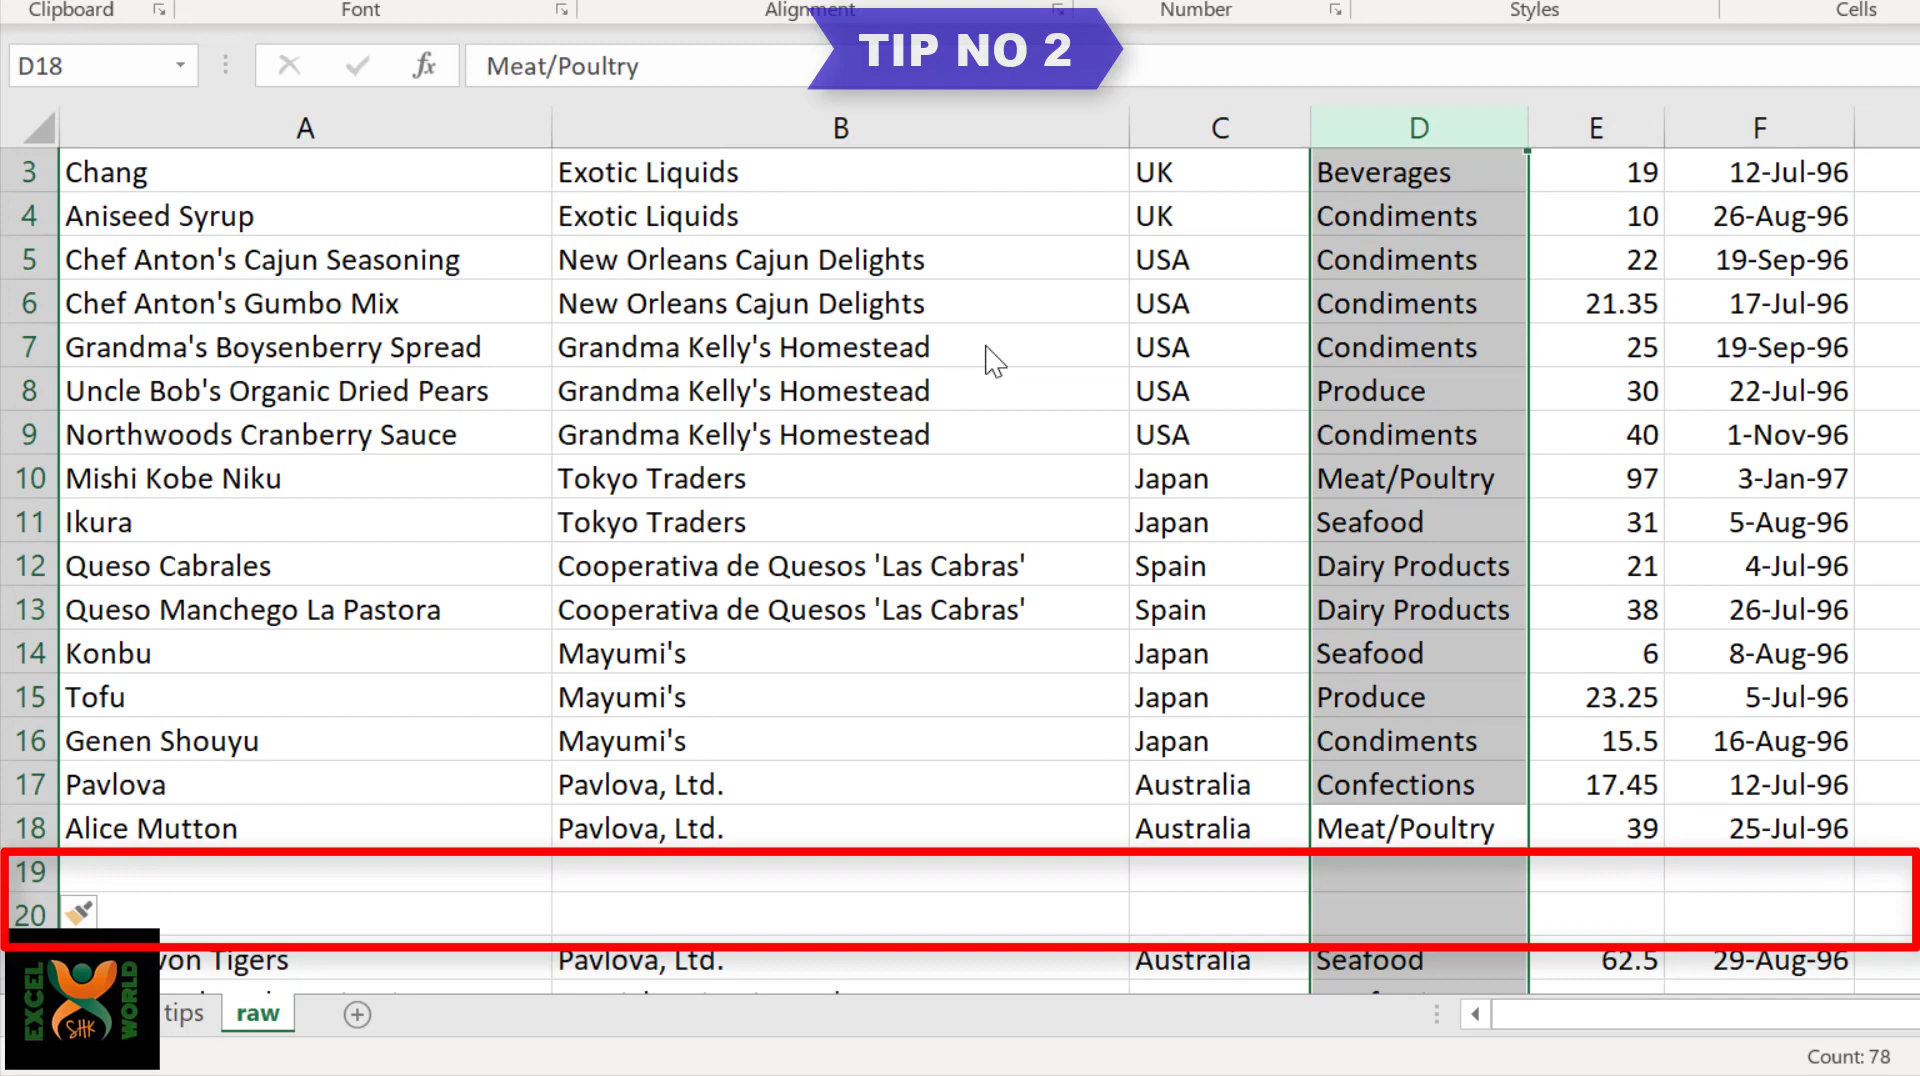 Clipboard Font Alignment Number Styles Cells
TIP NO 2
D18 fx Meat/Poultry
A B C D E F
3 Chang Exotic Liquids UK Beverages 19 12-Jul-96
4 Aniseed Syrup Exotic Liquids UK Condiments 10 26-Aug-96
5 Chef Anton's Cajun Seasoning New Orleans Cajun Delights USA Condiments 22 19-Sep-96
6 Chef Anton's Gumbo Mix New Orleans Cajun Delights USA Condiments 21.35 17-Jul-96
7 Grandma's Boysenberry Spread Grandma Kelly's Homestead USA Condiments 25 19-Sep-96
8 Uncle Bob's Organic Dried Pears Grandma Kelly's Homestead USA Produce 30 22-Jul-96
9 Northwoods Cranberry Sauce Grandma Kelly's Homestead USA Condiments 40 1-Nov-96
10 Mishi Kobe Niku Tokyo Traders Japan Meat/Poultry 97 3-Jan-97
11 Ikura Tokyo Traders Japan Seafood 31 5-Aug-96
12 Queso Cabrales Cooperativa de Quesos 'Las Cabras' Spain Dairy Products 21 4-Jul-96
13 Queso Manchego La Pastora Cooperativa de Quesos 'Las Cabras' Spain Dairy Products 38 26-Jul-96
14 Konbu Mayumi's Japan Seafood 6 8-Aug-96
15 Tofu Mayumi's Japan Produce 23.25 5-Jul-96
16 Genen Shouyu Mayumi's Japan Condiments 15.5 16-Aug-96
17 Pavlova Pavlova, Ltd. Australia Confections 17.45 12-Jul-96
18 Alice Mutton Pavlova, Ltd. Australia Meat/Poultry 39 25-Jul-96
19
20
von Tigers Pavlova, Ltd. Australia Seafood 62.5 29-Aug-96
EXCEL SHK WORLD
tips raw
Count: 78